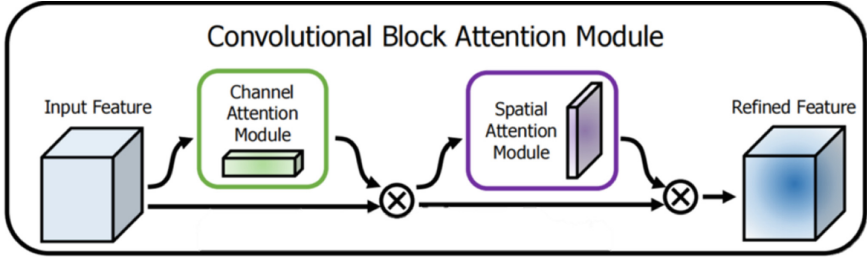 Convolutional Block Attention Module
Input Feature
Channel
Attention
Module
Spatial
Attention
Module
Refined Feature